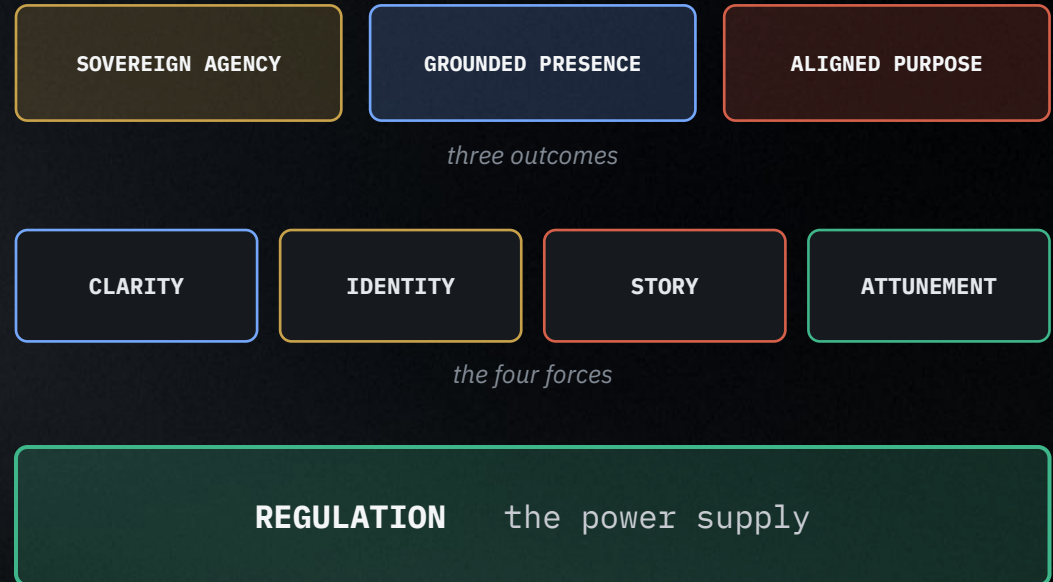 SOVEREIGN AGENCY
GROUNDED PRESENCE
ALIGNED PURPOSE
three outcomes
CLARITY
IDENTITY
STORY
ATTUNEMENT
the four forces
REGULATION the power supply